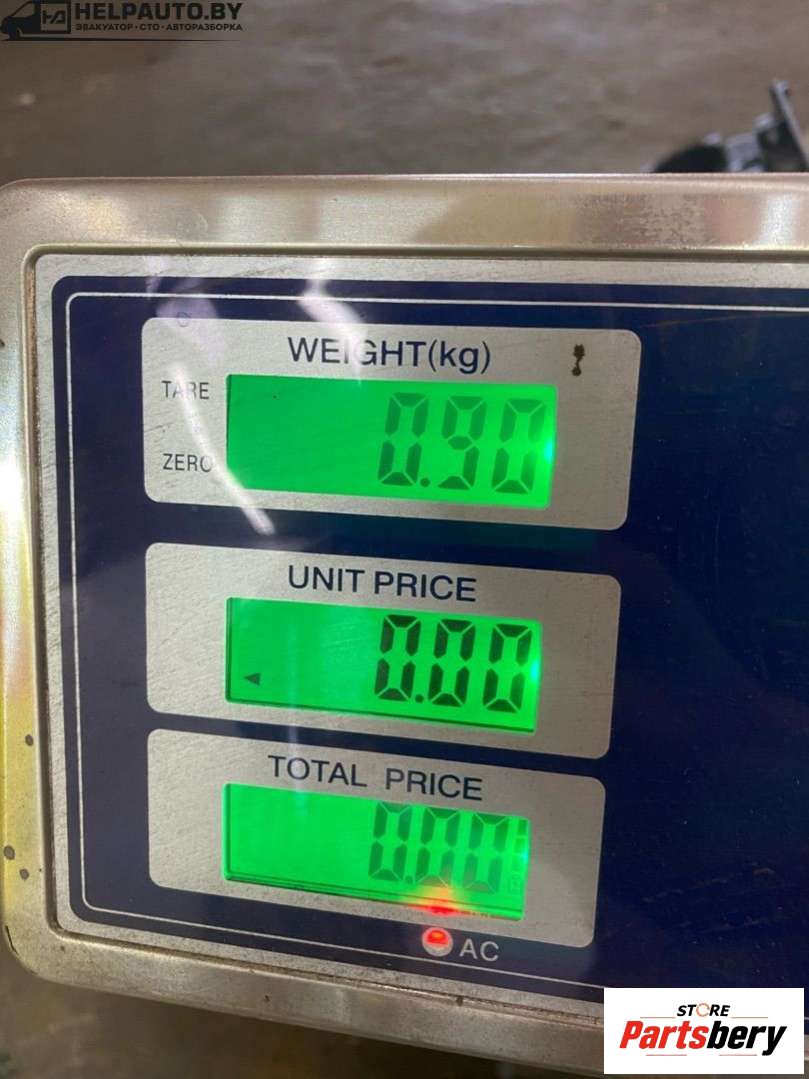 HELPAUTO.BY
ЭВАКУАТОР • СТО • АВТОРАЗБОРКА
WEIGHT(kg)
TARE
0.90
ZERO
UNIT PRICE
0.00
TOTAL PRICE
0.00
AC
STORE
Partsbery